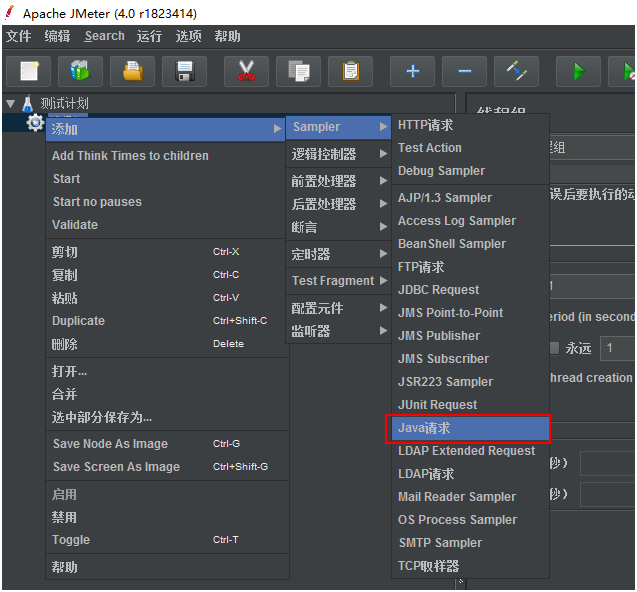 Apache JMeter (4.0 r1823414)
文件 编辑 Search 运行 选项 帮助
测试计划
添加
Add Think Times to children
Start
Start no pauses
Validate
剪切 Ctrl-X
复制 Ctrl-C
粘贴 Ctrl-V
Duplicate Ctrl+Shift-C
删除 Delete
打开...
合并
选中部分保存为...
Save Node As Image Ctrl-G
Save Screen As Image Ctrl+Shift-G
启用
禁用
Toggle Ctrl-T
帮助
Sampler
逻辑控制器
前置处理器
后置处理器
断言
定时器
Test Fragment
配置元件
监听器
HTTP请求
Test Action
Debug Sampler
AJP/1.3 Sampler
Access Log Sampler
BeanShell Sampler
FTP请求
JDBC Request
JMS Point-to-Point
JMS Publisher
JMS Subscriber
JSR223 Sampler
JUnit Request
Java请求
LDAP Extended Request
LDAP请求
Mail Reader Sampler
OS Process Sampler
SMTP Sampler
TCP取样器
程组
误后要执行的动
1
eriod (in second
永远 1
hread creation
秒）
秒）